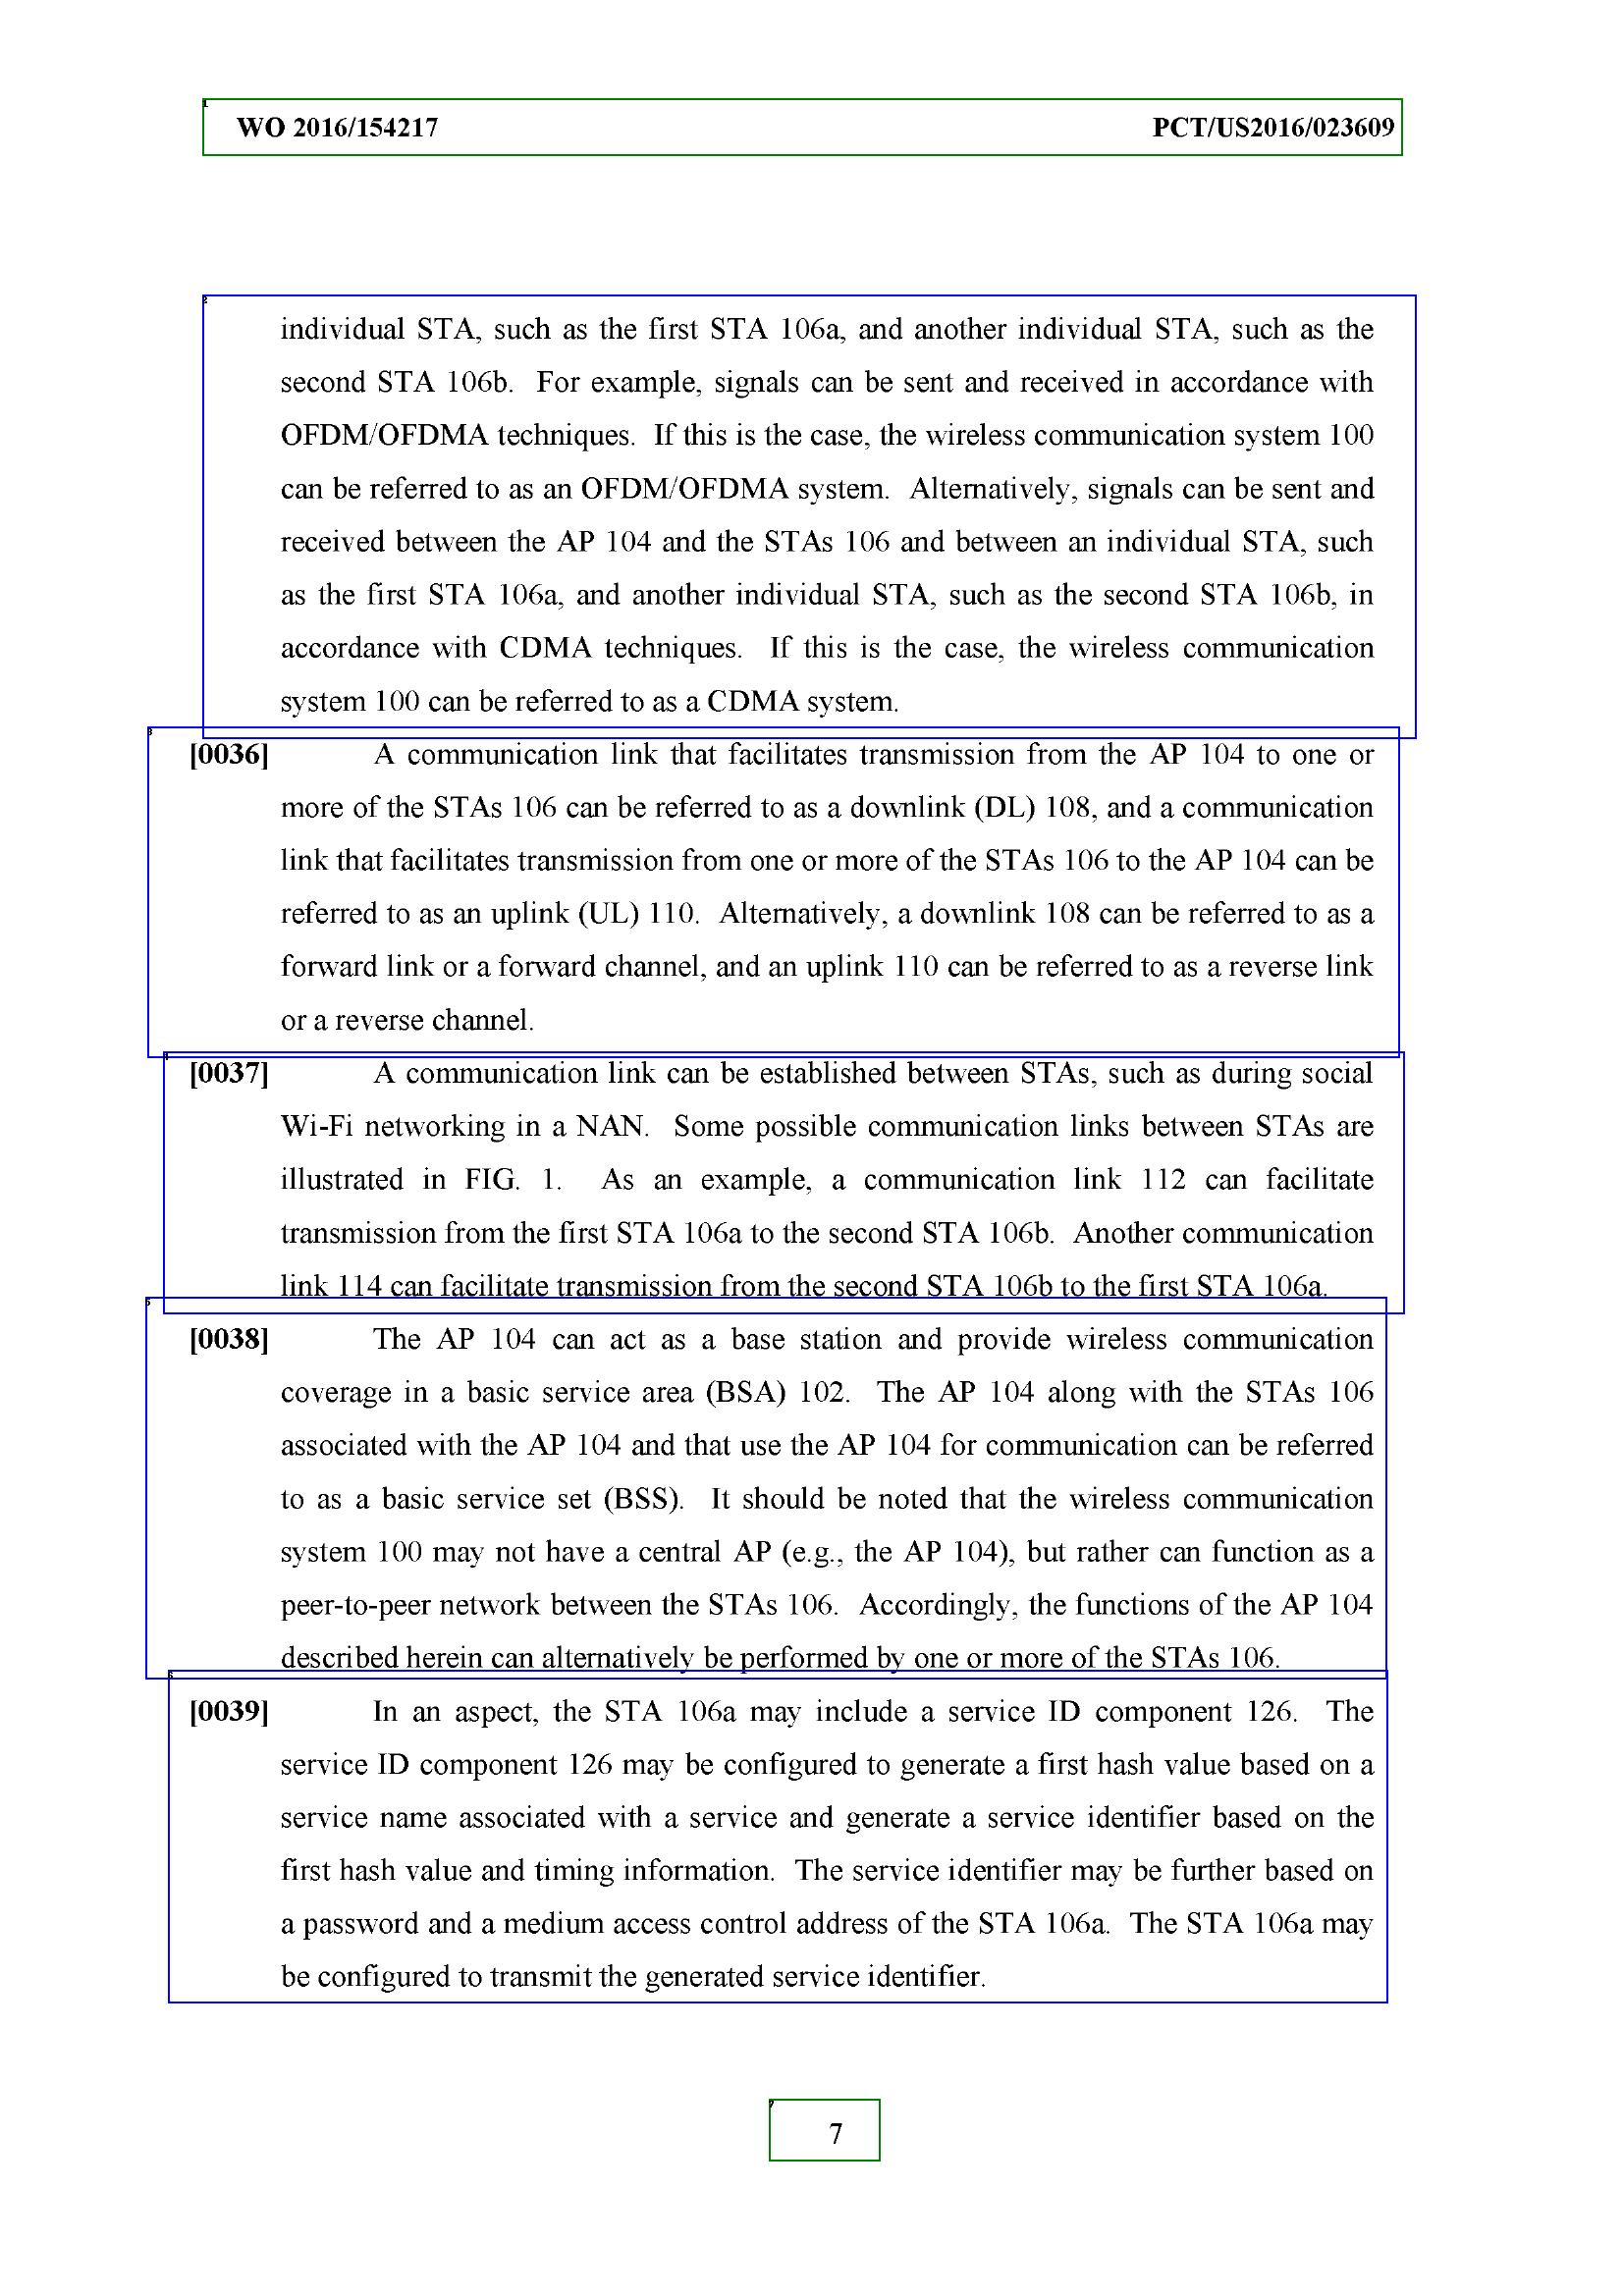 WO 2016/154217 PCT/US2016/023609
individual STA, such as the first STA 106a, and another individual STA, such as the
second STA 106b. For example, signals can be sent and received in accordance with
OFDM/OFDMA techniques. If this is the case, the wireless communication system 100
can be referred to as an OFDM/OFDMA system. Alternatively, signals can be sent and
received between the AP 104 and the STAs 106 and between an individual STA, such
as the first STA 106a, and another individual STA, such as the second STA 106b, in
accordance with CDMA techniques. If this is the case, the wireless communication
system 100 can be referred to as a CDMA system.
[0036] A communication link that facilitates transmission from the AP 104 to one or
more of the STAs 106 can be referred to as a downlink (DL) 108, and a communication
link that facilitates transmission from one or more of the STAs 106 to the AP 104 can be
referred to as an uplink (UL) 110. Alternatively, a downlink 108 can be referred to as a
forward link or a forward channel, and an uplink 110 can be referred to as a reverse link
or a reverse channel.
[0037] A communication link can be established between STAs, such as during social
Wi-Fi networking in a NAN. Some possible communication links between STAs are
illustrated in FIG. 1. As an example, a communication link 112 can facilitate
transmission from the first STA 106a to the second STA 106b. Another communication
link 114 can facilitate transmission from the second STA 106b to the first STA 106a.
[0038] The AP 104 can act as a base station and provide wireless communication
coverage in a basic service area (BSA) 102. The AP 104 along with the STAs 106
associated with the AP 104 and that use the AP 104 for communication can be referred
to as a basic service set (BSS). It should be noted that the wireless communication
system 100 may not have a central AP (e.g., the AP 104), but rather can function as a
peer-to-peer network between the STAs 106. Accordingly, the functions of the AP 104
described herein can alternatively be performed by one or more of the STAs 106.
[0039] In an aspect, the STA 106a may include a service ID component 126. The
service ID component 126 may be configured to generate a first hash value based on a
service name associated with a service and generate a service identifier based on the
first hash value and timing information. The service identifier may be further based on
a password and a medium access control address of the STA 106a. The STA 106a may
be configured to transmit the generated service identifier.
7